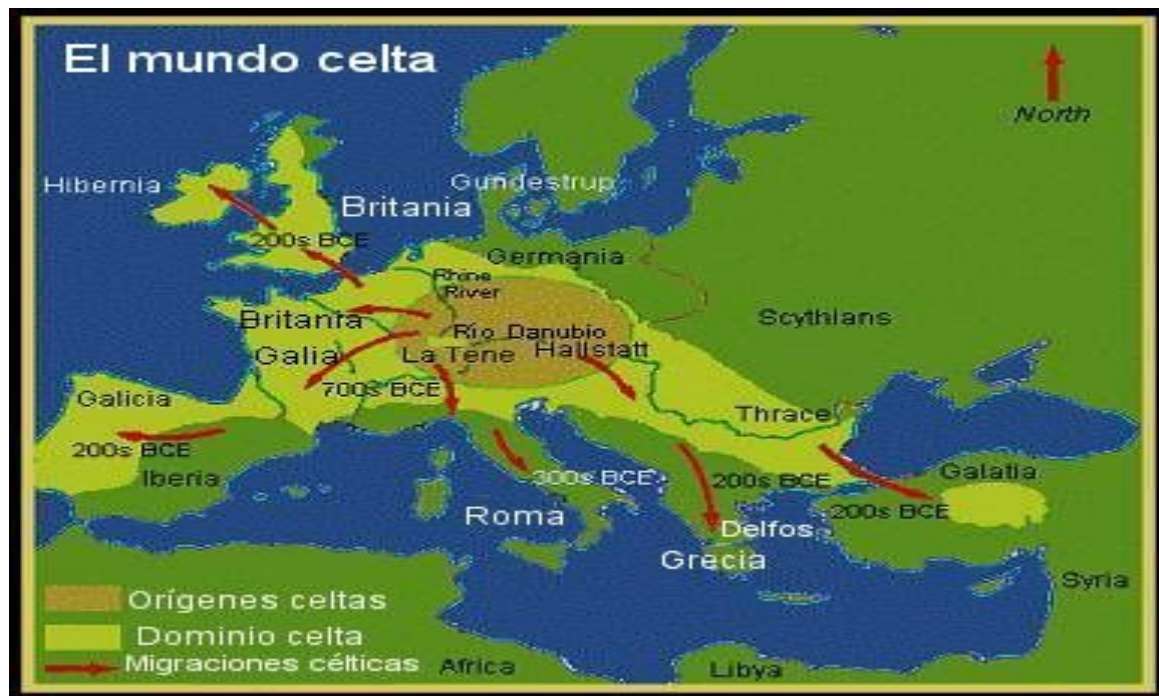 El mundo celta
North
Hibernia
Gundestrup
Britania
200s BCE
Germania
Rhine
River
Britania
Río Danubio
Scythians
Galia
La Tene
Hallstatt
700s BCE
Galicia
Thrace
200s BCE
Iberia
300s BCE
200s BCE
Galatia
200s BCE
Roma
Delfos
Grecia
Syria
Orígenes celtas
Dominio celta
Migraciones célticas
Africa
Libya